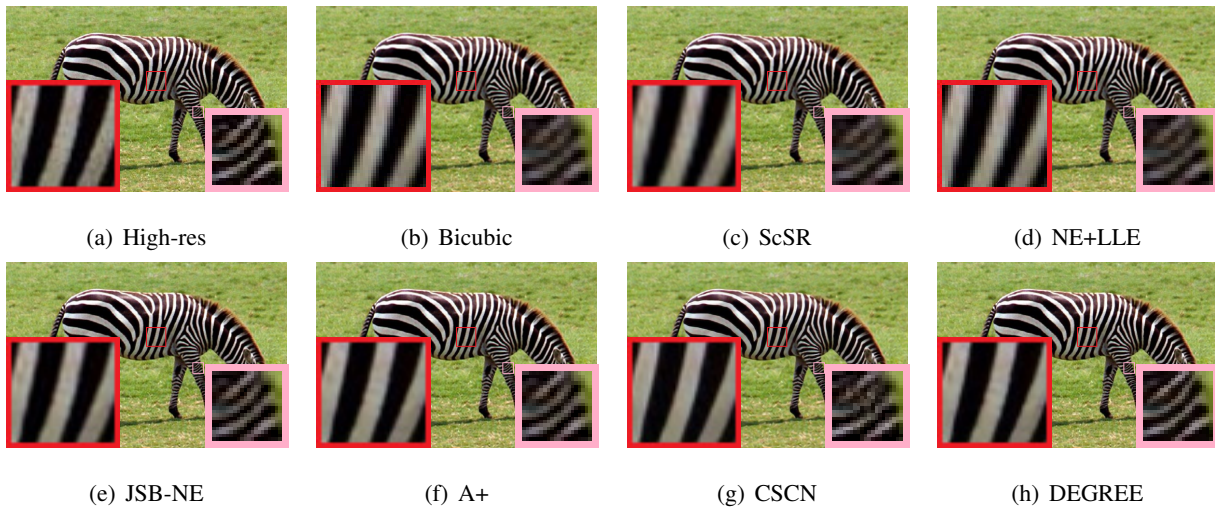 (a) High-res (b) Bicubic (c) ScSR (d) NE+LLE
(e) JSB-NE (f) A+ (g) CSCN (h) DEGREE